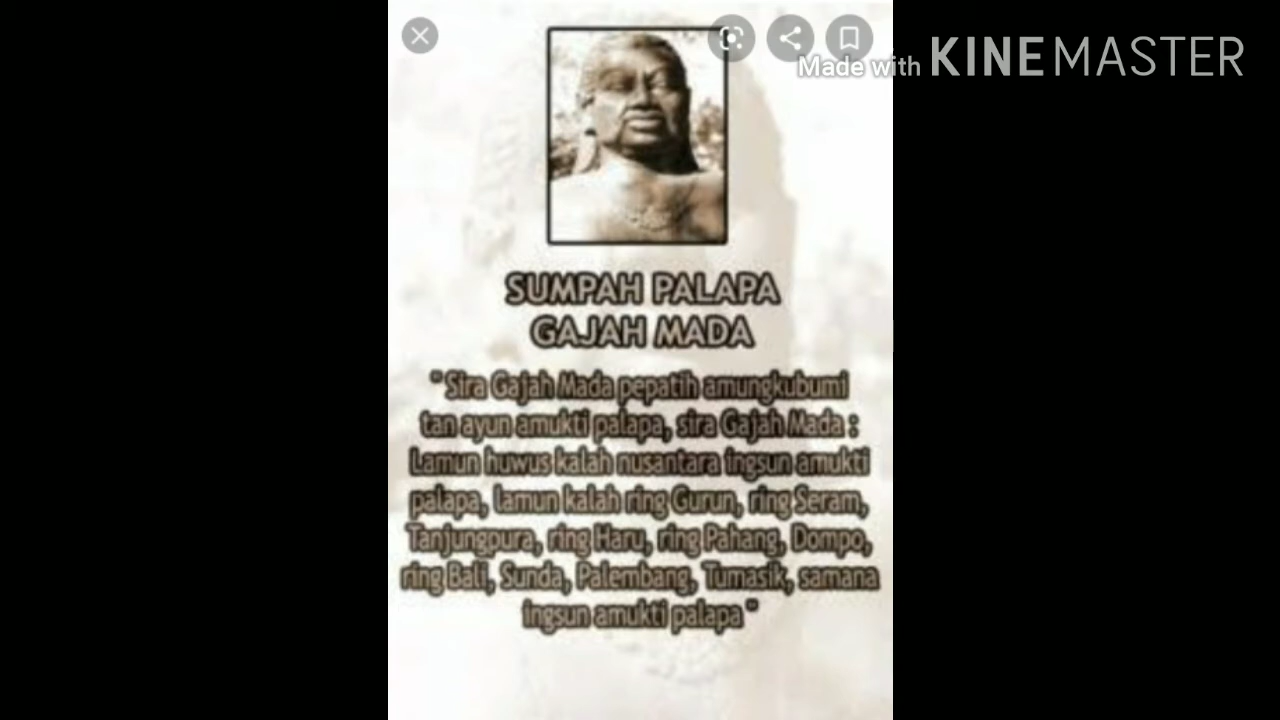 Made with KINEMASTER
SUMPAH PALAPA
GAJAH MADA
" Sira Gajah Mada pepatih amungkubumi
tan ayun amukti palapa, sira Gajah Mada :
Lamun huwus kalah nusantara ingsun amukti
palapa, lamun kalah ring Gurun, ring Seram,
Tanjungpura, ring Haru, ring Pahang, Dompo,
ring Bali, Sunda, Palembang, Tumasik, samana
ingsun amukti palapa "